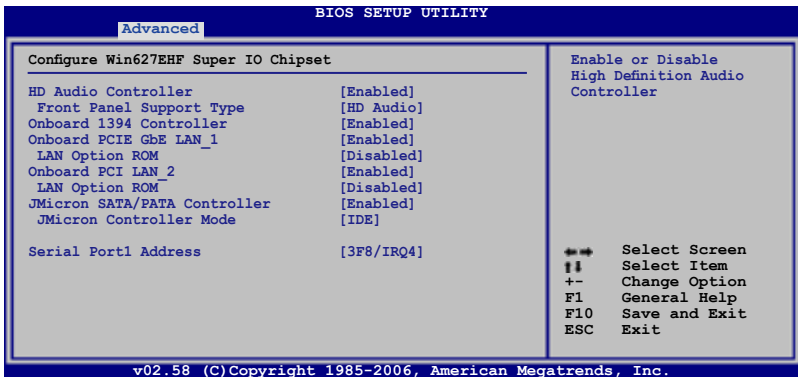 BIOS SETUP UTILITY
Advanced
Configure Win627EHF Super IO Chipset
HD Audio Controller [Enabled]
Front Panel Support Type [HD Audio]
Onboard 1394 Controller [Enabled]
Onboard PCIE GbE LAN_1 [Enabled]
LAN Option ROM [Disabled]
Onboard PCI LAN_2 [Enabled]
LAN Option ROM [Disabled]
JMicron SATA/PATA Controller [Enabled]
JMicron Controller Mode [IDE]
Serial Port1 Address [3F8/IRQ4]
Enable or Disable
High Definition Audio
Controller
←→ Select Screen
↑↓ Select Item
+- Change Option
F1 General Help
F10 Save and Exit
ESC Exit
v02.58 (C)Copyright 1985-2006, American Megatrends, Inc.